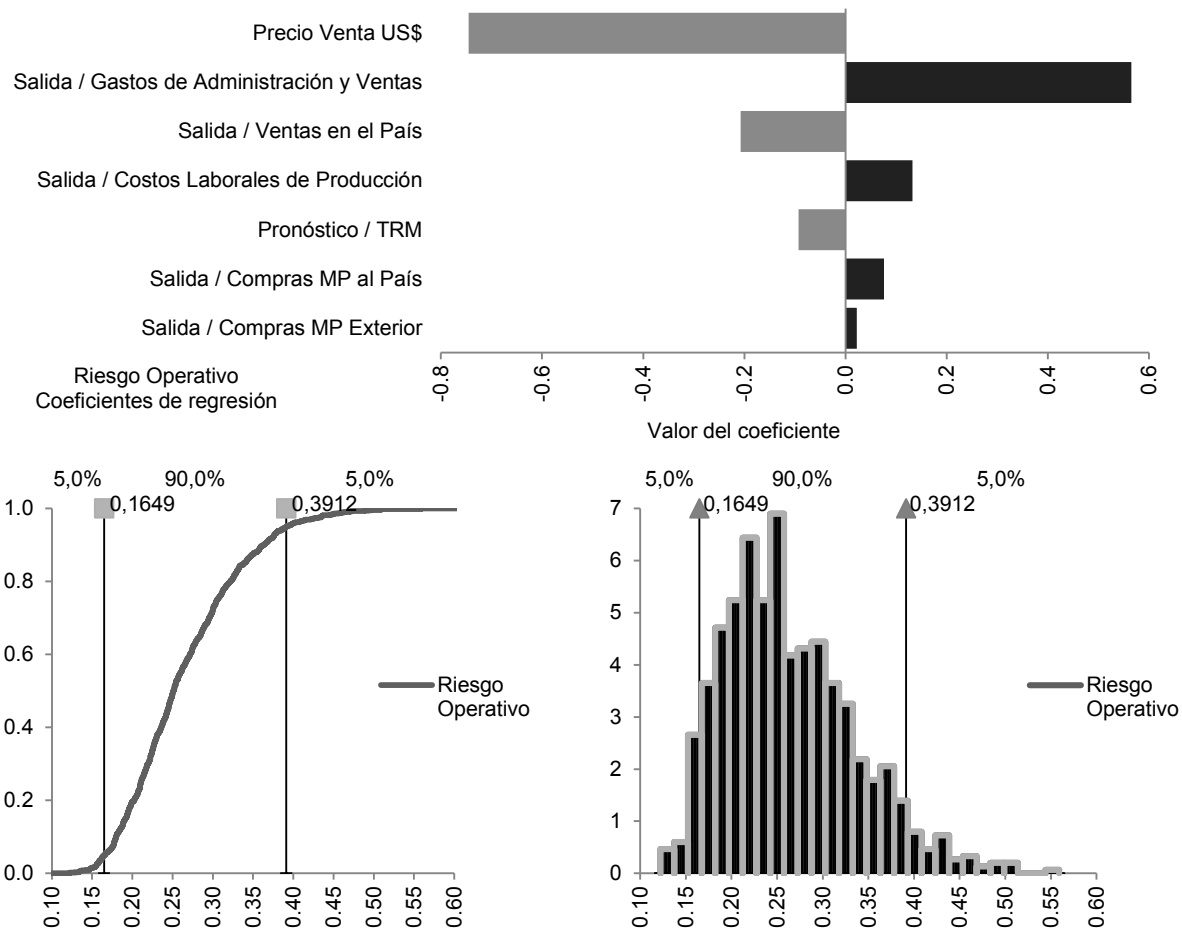 Precio Venta US$
Salida / Gastos de Administración y Ventas
Salida / Ventas en el País
Salida / Costos Laborales de Producción
Pronóstico / TRM
Salida / Compras MP al País
Salida / Compras MP Exterior
-0.8 -0.6 -0.4 -0.2 0.0 0.2 0.4 0.6
Riesgo Operativo
Coeficientes de regresión
Valor del coeficiente
5,0% 90,0% 5,0%
0,1649 0,3912
1.0
0.8
0.6
0.4
0.2
0.0
0.10 0.15 0.20 0.25 0.30 0.35 0.40 0.45 0.50 0.55 0.60
Riesgo
Operativo
5,0% 90,0% 5,0%
0,1649 0,3912
7
6
5
4
3
2
1
0
0.10 0.15 0.20 0.25 0.30 0.35 0.40 0.45 0.50 0.55 0.60
Riesgo
Operativo